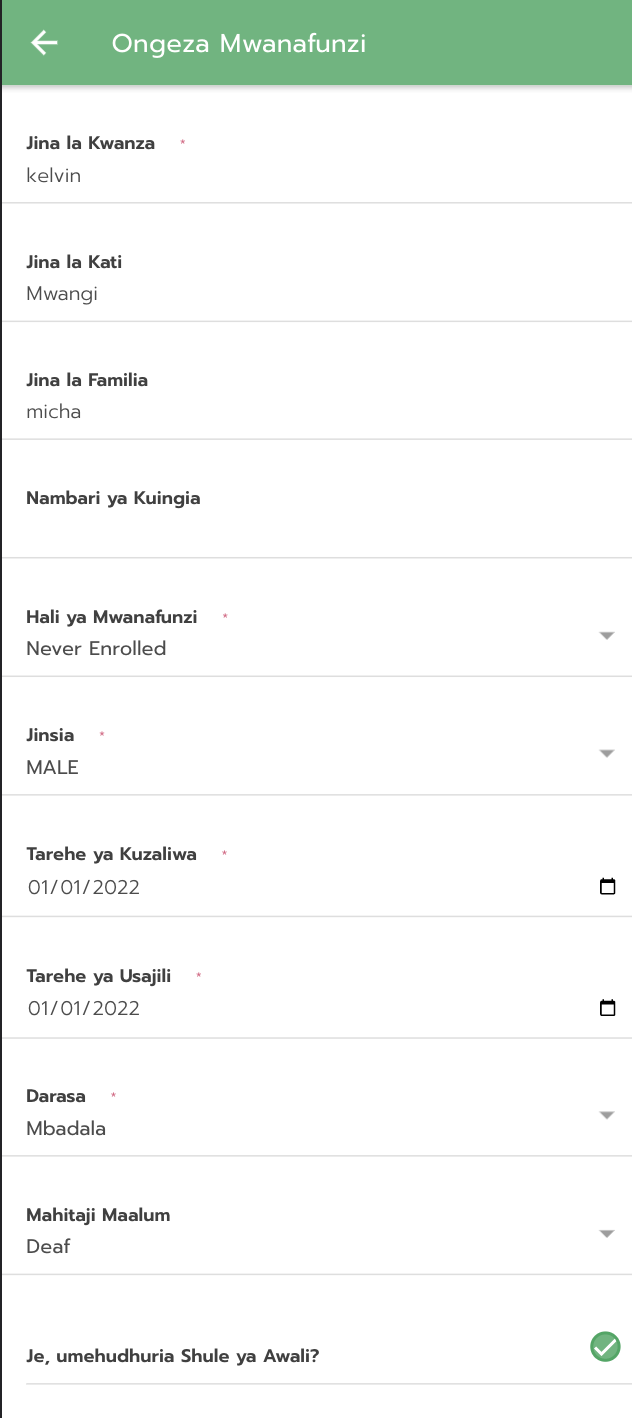 Ongeza Mwanafunzi
Jina la Kwanza *
kelvin
Jina la Kati
Mwangi
Jina la Familia
micha
Nambari ya Kuingia
Hali ya Mwanafunzi *
Never Enrolled
Jinsia *
MALE
Tarehe ya Kuzaliwa *
01/01/2022
Tarehe ya Usajili *
01/01/2022
Darasa *
Mbadala
Mahitaji Maalum
Deaf
Je, umehudhuria Shule ya Awali?